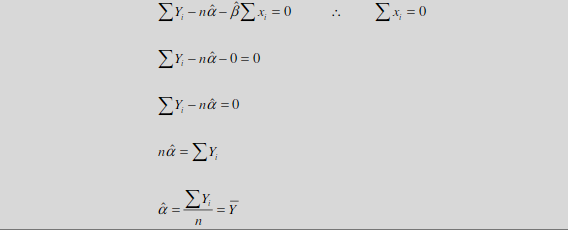 ∑Yᵢ − nα̂ − β̂∑xᵢ = 0 ∴ ∑xᵢ = 0
∑Yᵢ − nα̂ − 0 = 0
∑Yᵢ − nα̂ = 0
nα̂ = ∑Yᵢ
α̂ = ∑Yᵢ / n = Y̅